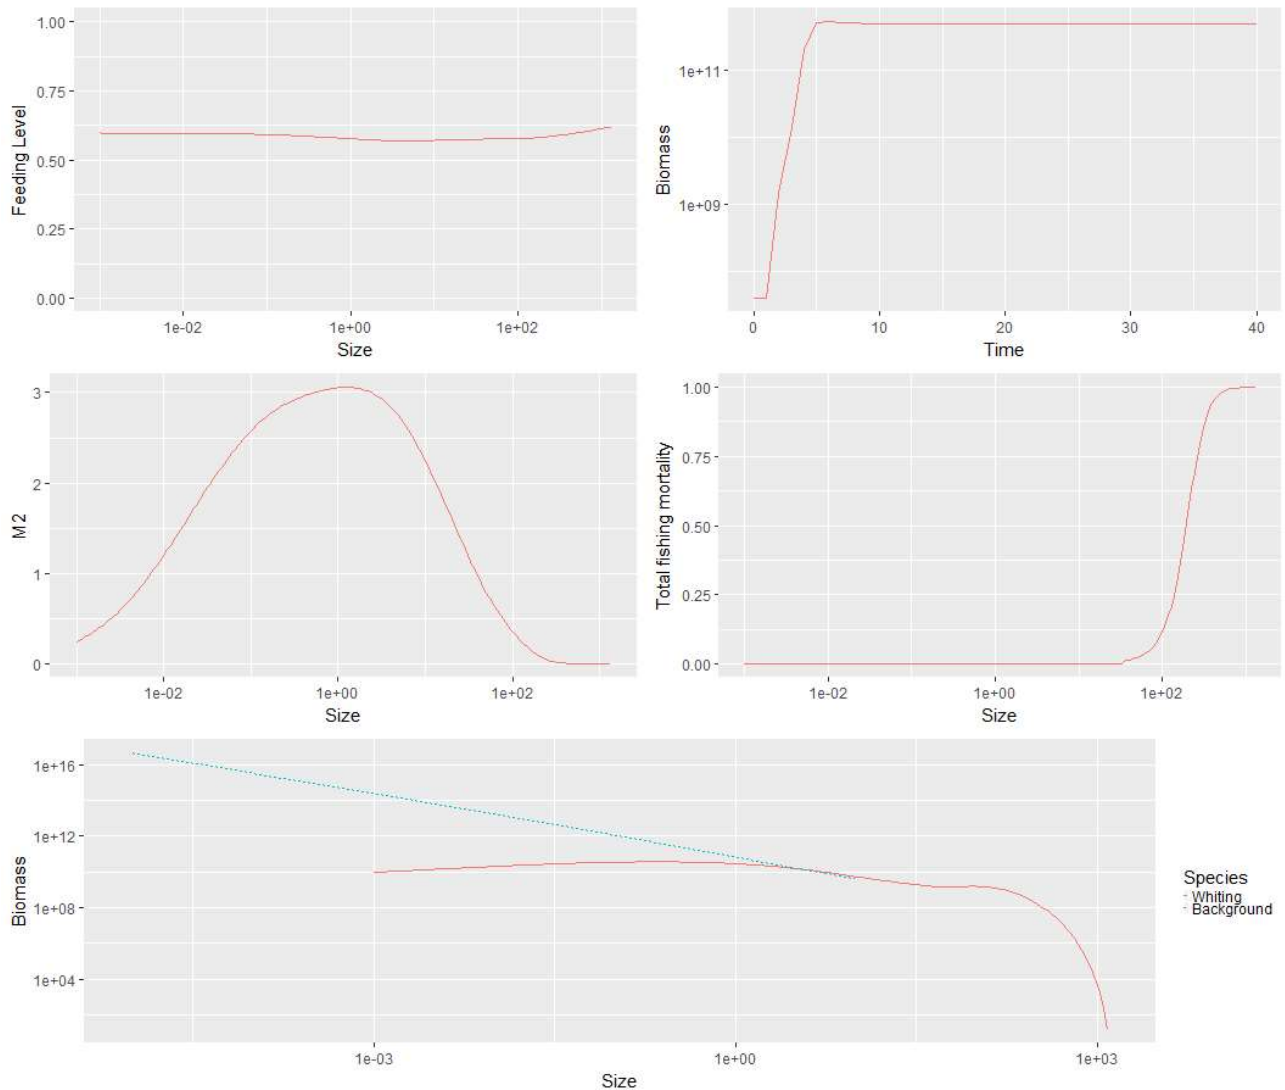 1.00
0.75
0.50
0.25
0.00
Feeding Level
1e-02 1e+00 1e+02
Size
1e+11
1e+09
Biomass
0 10 20 30 40
Time
3
2
1
0
M2
1e-02 1e+00 1e+02
Size
1.00
0.75
0.50
0.25
0.00
Total fishing mortality
1e-02 1e+00 1e+02
Size
1e+16
1e+12
1e+08
1e+04
Biomass
1e-03 1e+00 1e+03
Size
Species
Whiting
Background